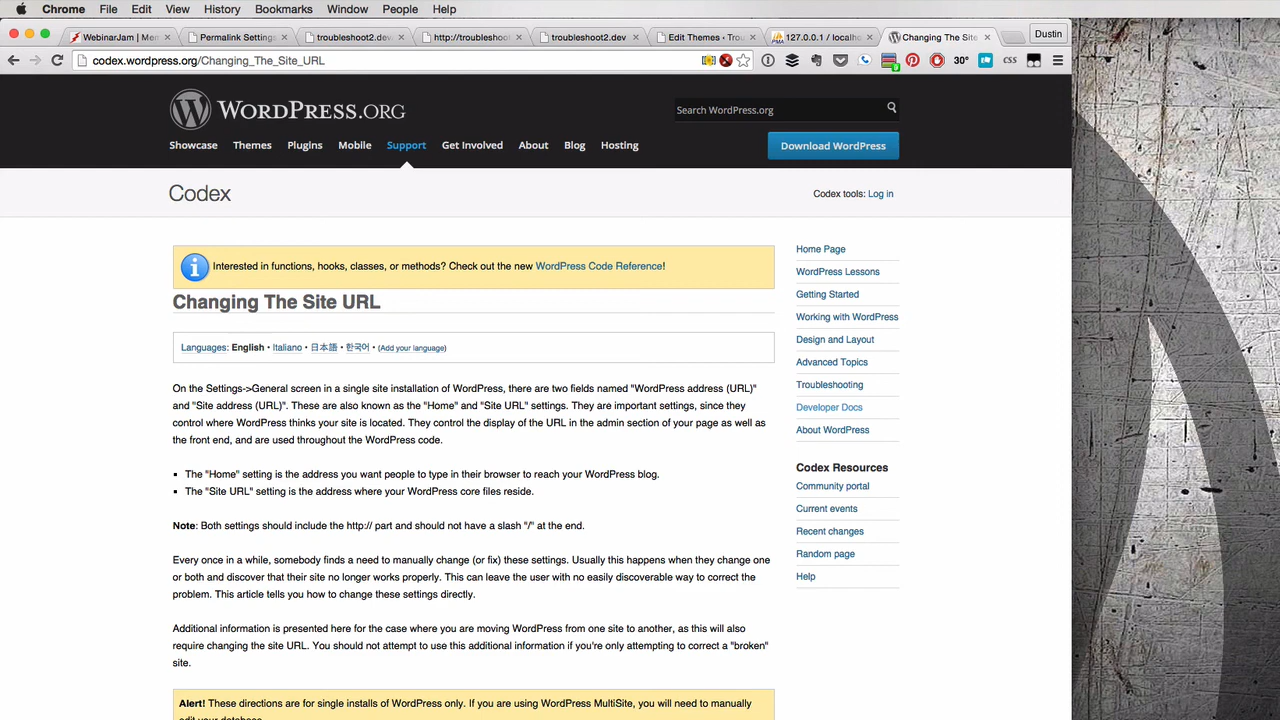 Chrome File Edit View History Bookmarks Window People Help
WebinarJam | Me
Permalink Setting
troubleshoot2.dev
http://troubleshoo
troubleshoot2.dev
Edit Themes ‹ Trou
127.0.0.1 / localho
Changing The Site
Dustin
codex.wordpress.org/Changing_The_Site_URL
30°
css
WORDPRESS.ORG
Search WordPress.org
Showcase Themes Plugins Mobile Support Get Involved About Blog Hosting
Download WordPress
Codex
Codex tools: Log in
Interested in functions, hooks, classes, or methods? Check out the new WordPress Code Reference!
Changing The Site URL
Languages: English • Italiano • 日本語 • 한국어 • (Add your language)
On the Settings->General screen in a single site installation of WordPress, there are two fields named "WordPress address (URL)"
and "Site address (URL)". These are also known as the "Home" and "Site URL" settings. They are important settings, since they
control where WordPress thinks your site is located. They control the display of the URL in the admin section of your page as well as
the front end, and are used throughout the WordPress code.
▪ The "Home" setting is the address you want people to type in their browser to reach your WordPress blog.
▪ The "Site URL" setting is the address where your WordPress core files reside.
Note: Both settings should include the http:// part and should not have a slash "/" at the end.
Every once in a while, somebody finds a need to manually change (or fix) these settings. Usually this happens when they change one
or both and discover that their site no longer works properly. This can leave the user with no easily discoverable way to correct the
problem. This article tells you how to change these settings directly.
Additional information is presented here for the case where you are moving WordPress from one site to another, as this will also
require changing the site URL. You should not attempt to use this additional information if you're only attempting to correct a "broken"
site.
Alert! These directions are for single installs of WordPress only. If you are using WordPress MultiSite, you will need to manually
edit your database.
Home Page
WordPress Lessons
Getting Started
Working with WordPress
Design and Layout
Advanced Topics
Troubleshooting
Developer Docs
About WordPress
Codex Resources
Community portal
Current events
Recent changes
Random page
Help